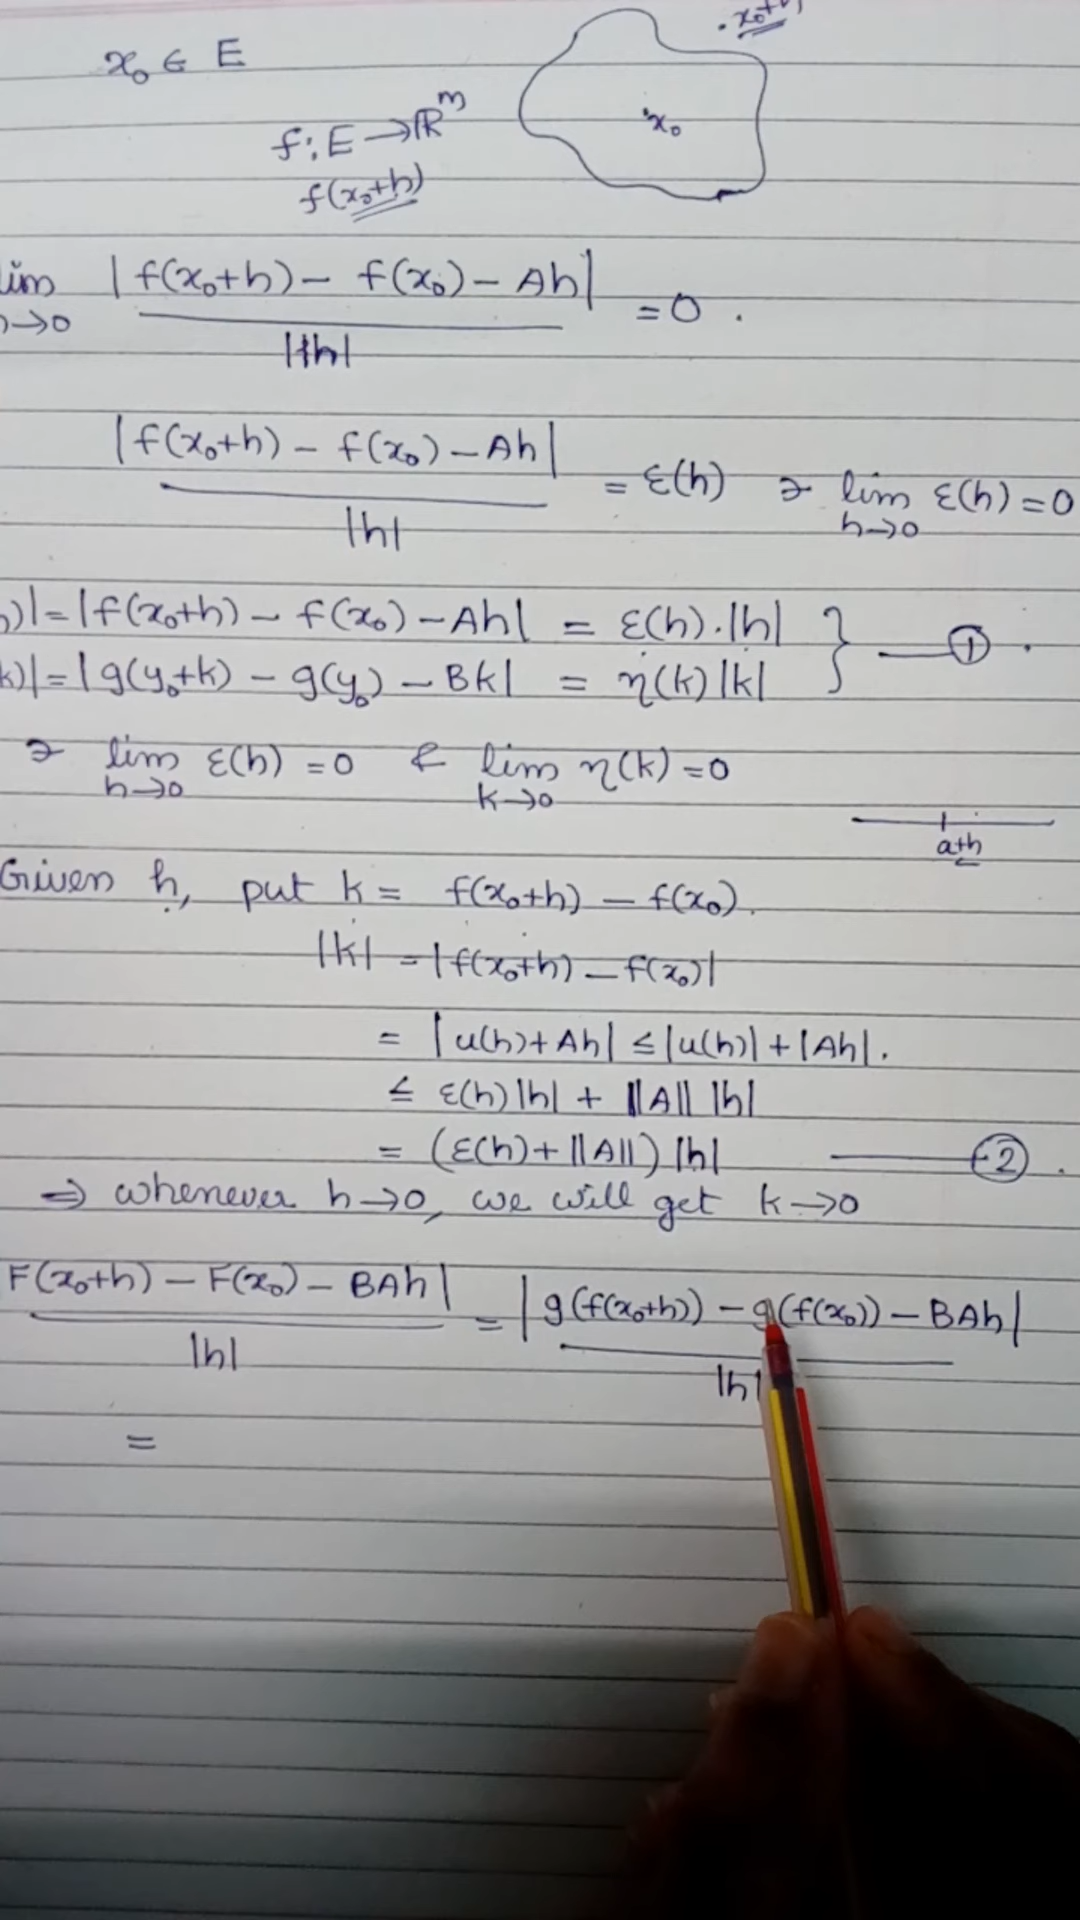 x₀ ∈ E
. x₀+h
.x₀
f: E → ℝᵐ
f(x₀+h)
lim h→0 |f(x₀+h) - f(x₀) - Ah| / |h| = 0 .
|f(x₀+h) - f(x₀) - Ah| / |h| = ε(h) ∋ lim h→0 ε(h) = 0
)| = |f(x₀+h) - f(x₀) - Ah| = ε(h).|h| } — ① .
k)| = |g(y₀+k) - g(y₀) - Bk| = η(k) |k|
∋ lim h→0 ε(h) = 0 & lim k→0 η(k) = 0
a+h
Given h, put k = f(x₀+h) - f(x₀).
|k| = |f(x₀+h) - f(x₀)|
= |u(h) + Ah| ≤ |u(h)| + |Ah|.
≤ ε(h) |h| + ||A|| |h|
= (ε(h) + ||A||) |h| — ② .
⇒ whenever h→0, we will get k→0
F(x₀+h) - F(x₀) - BAh| / |h| = |g(f(x₀+h)) - g(f(x₀)) - BAh| / |h|
=